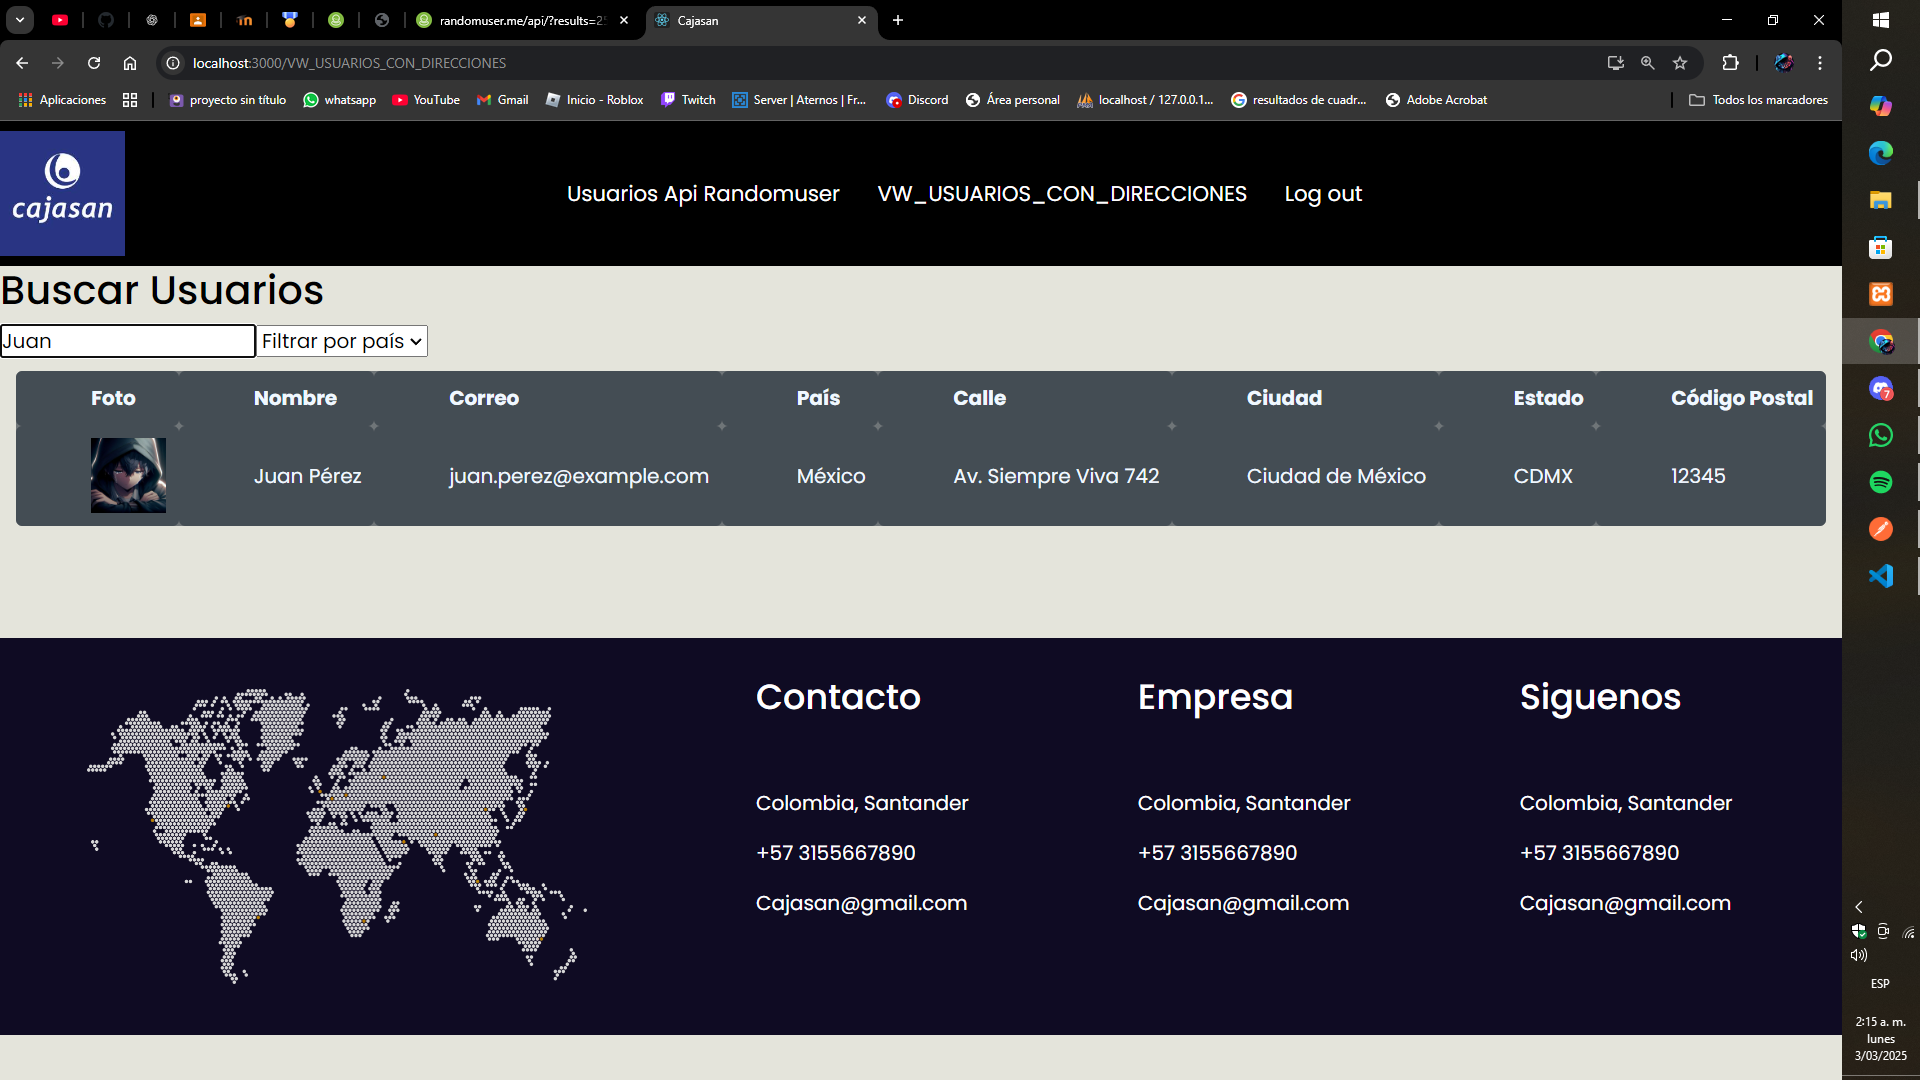 in
randomuser.me/api/?results=25
Cajasan
localhost:3000/VW_USUARIOS_CON_DIRECCIONES
Aplicaciones
proyecto sin título
whatsapp
YouTube
Gmail
Inicio - Roblox
Twitch
Server | Aternos | Fr...
Discord
Área personal
localhost / 127.0.0.1...
resultados de cuadr...
Adobe Acrobat
Todos los marcadores
cajasan
Usuarios Api Randomuser
VW_USUARIOS_CON_DIRECCIONES
Log out
Buscar Usuarios
Juan
Filtrar por país
Foto Nombre Correo País Calle Ciudad Estado Código Postal
Juan Pérez juan.perez@example.com México Av. Siempre Viva 742 Ciudad de México CDMX 12345
Contacto
Colombia, Santander
+57 3155667890
Cajasan@gmail.com
Empresa
Colombia, Santander
+57 3155667890
Cajasan@gmail.com
Siguenos
Colombia, Santander
+57 3155667890
Cajasan@gmail.com
7
ESP
2:15 a. m.
lunes
3/03/2025